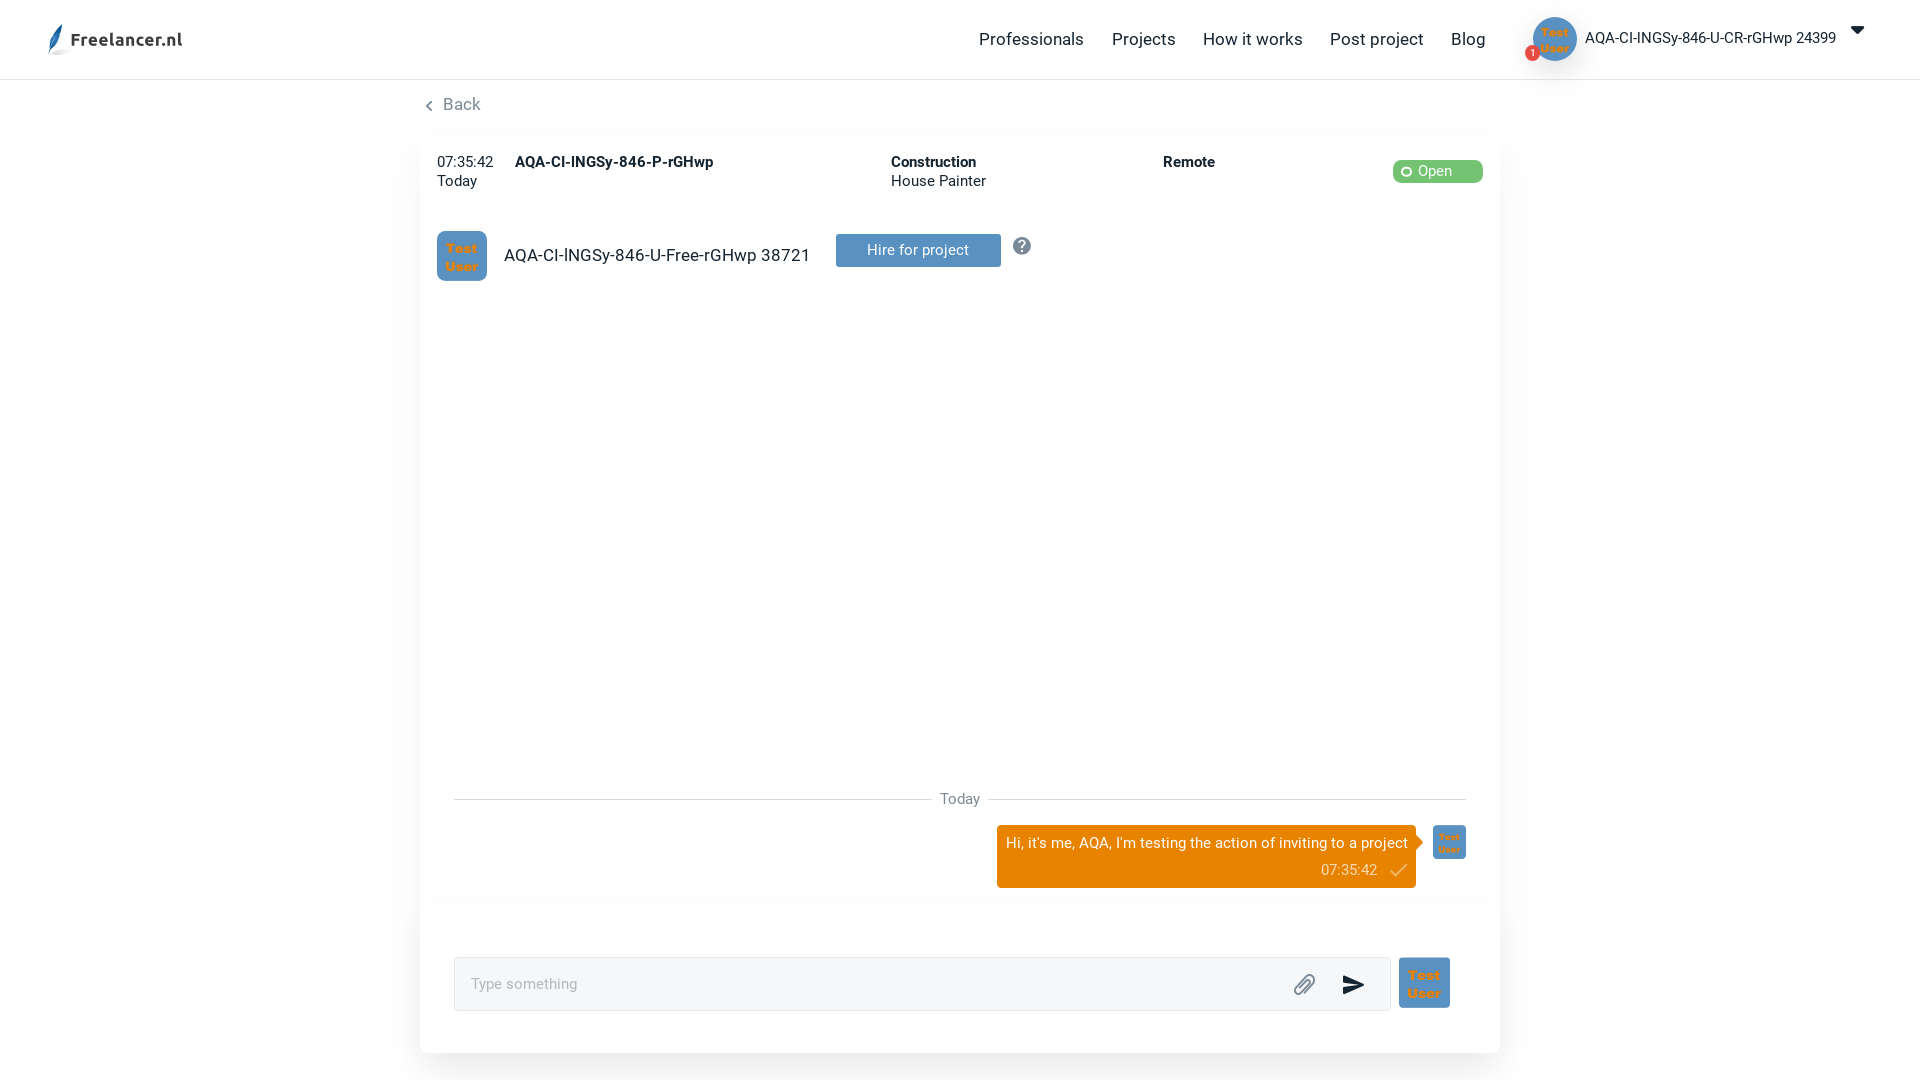 Freelancer.nl
Professionals
Projects
How it works
Post project
Blog
Test
User
1
AQA-CI-lNGSy-846-U-CR-rGHwp 24399
Back
07:35:42
Today
AQA-CI-lNGSy-846-P-rGHwp
Construction
House Painter
Remote
Open
Test
User
AQA-CI-lNGSy-846-U-Free-rGHwp 38721
Hire for project
?
Today
Hi, it's me, AQA, I'm testing the action of inviting to a project
07:35:42
Test
User
Type something
Test
User